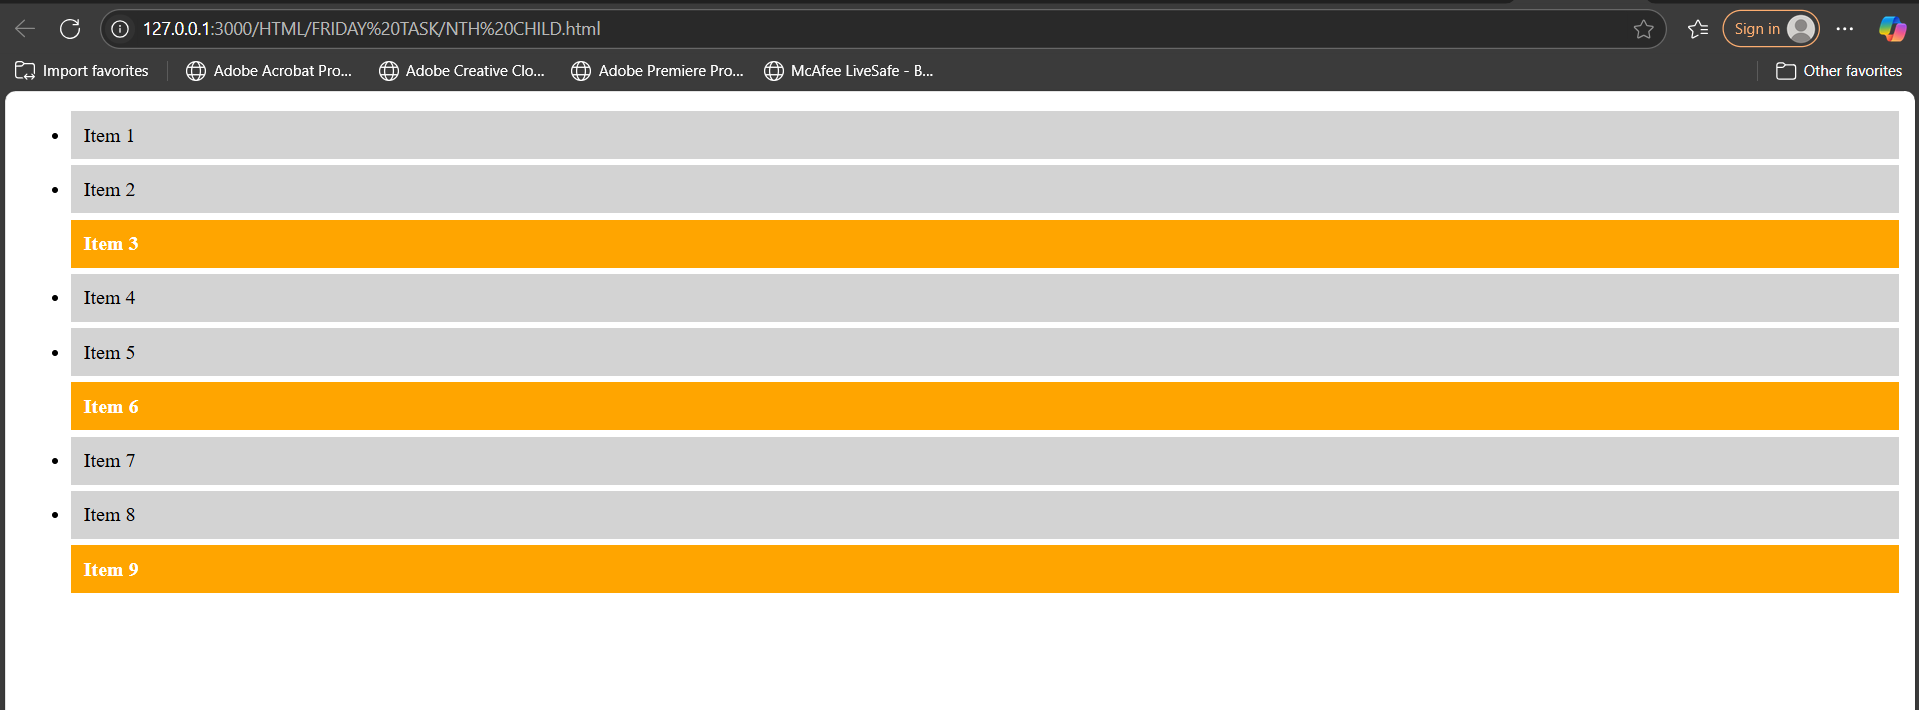 127.0.0.1:3000/HTML/FRIDAY%20TASK/NTH%20CHILD.html
Sign in
Import favorites
Adobe Acrobat Pro...
Adobe Creative Clo...
Adobe Premiere Pro...
McAfee LiveSafe - B...
Other favorites
Item 1
Item 2
Item 3
Item 4
Item 5
Item 6
Item 7
Item 8
Item 9